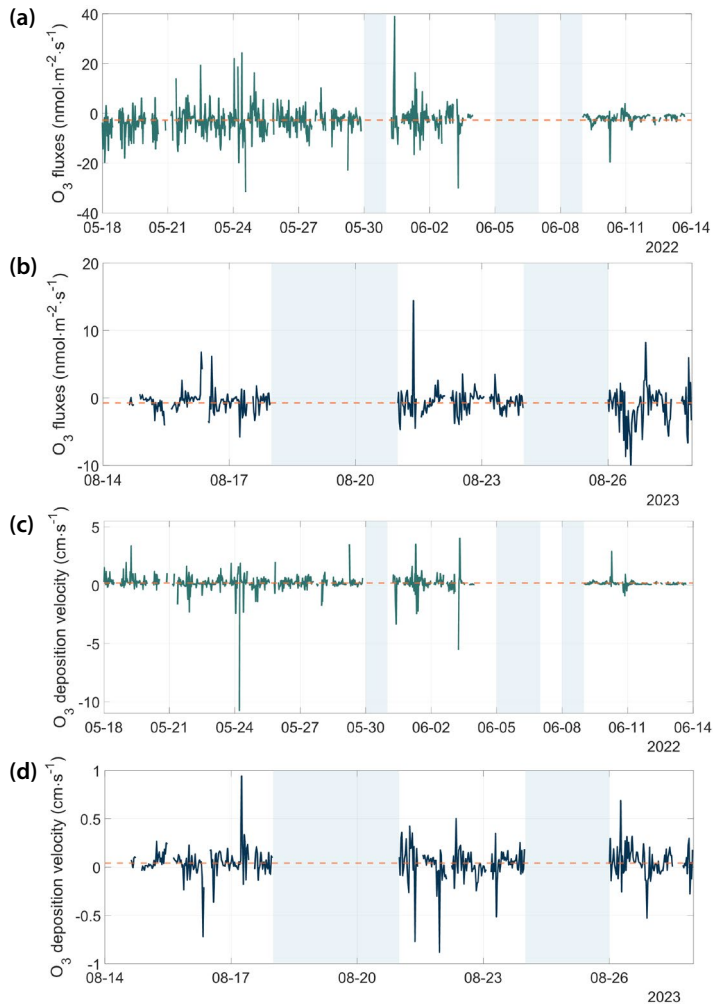 (a)
O3 fluxes (nmol·m-2·s-1)
40
20
0
-20
-40
05-18 05-21 05-24 05-27 05-30 06-02 06-05 06-08 06-11 06-14
2022
(b)
O3 fluxes (nmol·m-2·s-1)
20
10
0
-10
08-14 08-17 08-20 08-23 08-26
2023
(c)
O3 deposition velocity (cm·s-1)
5
0
-5
-10
05-18 05-21 05-24 05-27 05-30 06-02 06-05 06-08 06-11 06-14
2022
(d)
O3 deposition velocity (cm·s-1)
1
0.5
0
-0.5
-1
08-14 08-17 08-20 08-23 08-26
2023